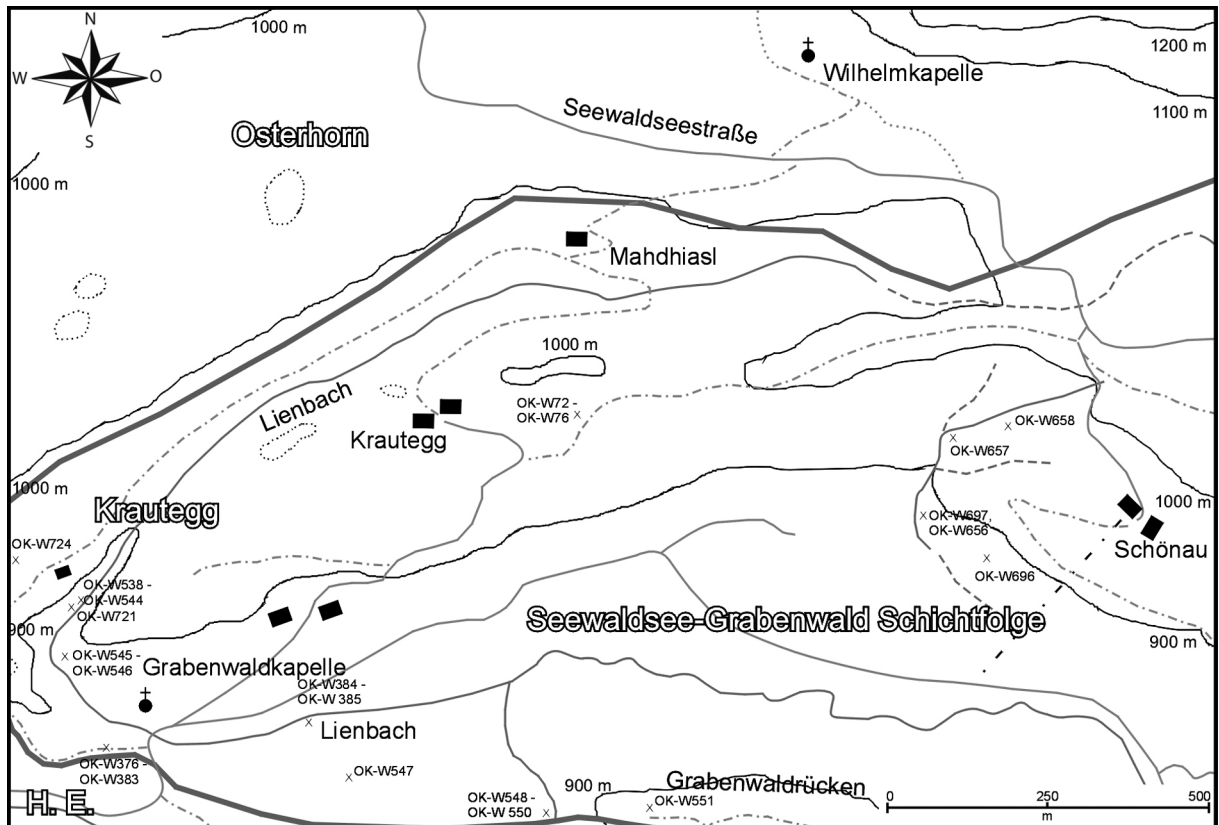 N
1000 m
1200 m
W
O
Wilhelmkapelle
1100 m
S
Osterhorn
Seewaldseestraße
1000 m
Mahdhiasl
1000 m
Lienbach
OK-W72 -
OK-W76
Krautegg
OK-W658
OK-W657
1000 m
Krautegg
1000 m
OK-W697,
OK-W656
Schönau
OK-W724
OK-W696
OK-W538 -
OK-W544
OK-W721
900 m
Seewaldsee-Grabenwald Schichtfolge
900 m
OK-W545 -
OK-W546
Grabenwaldkapelle
OK-W384 -
OK-W 385
Lienbach
OK-W376 -
OK-W383
OK-W547
900 m
Grabenwaldrücken
H. E.
OK-W548 -
OK-W 550
OK-W551
0 250 500
m